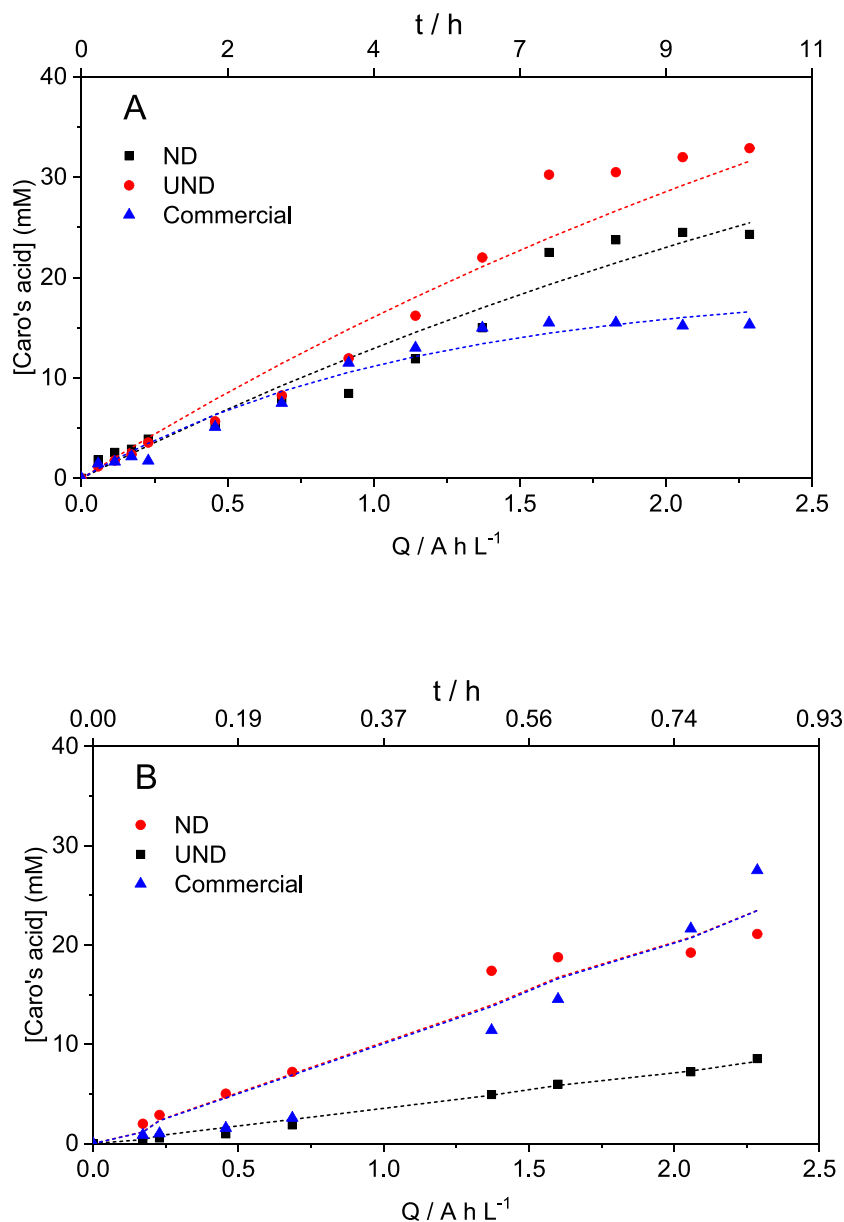 t / h
0 2 4 6 7 9 11
40
30
20
10
0
[Caro's acid] (mM)
A
ND
UND
Commercial
0.0 0.5 1.0 1.5 2.0 2.5
Q / A h L⁻¹
t / h
0.00 0.19 0.37 0.56 0.74 0.93
40
30
20
10
0
[Caro's acid] (mM)
B
ND
UND
Commercial
0.0 0.5 1.0 1.5 2.0 2.5
Q / A h L⁻¹